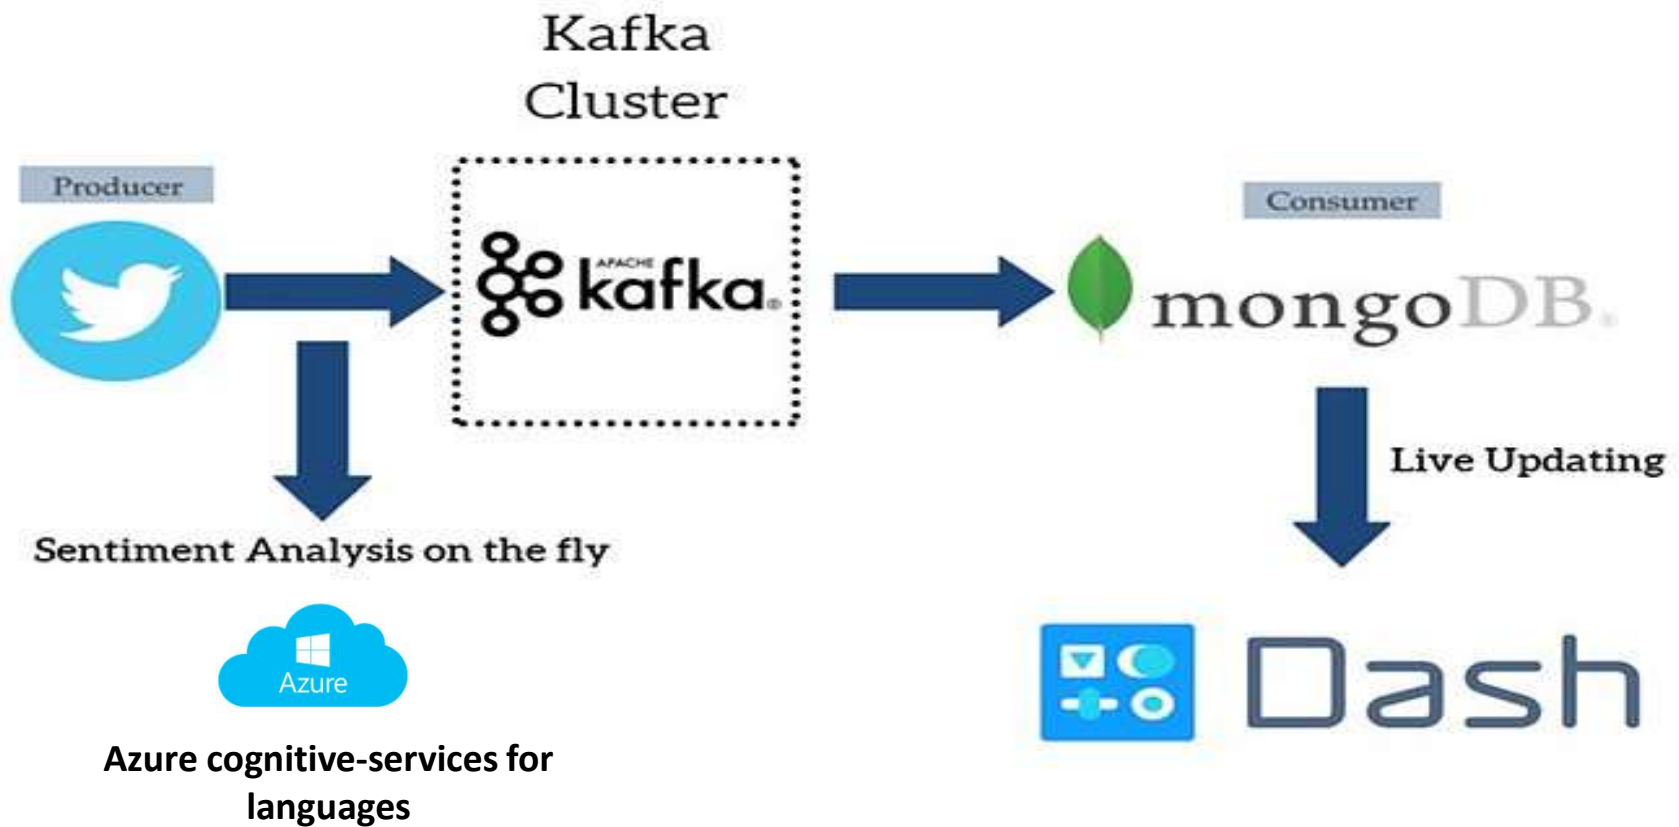 Kafka
Cluster
Producer
APACHE
kafka®
Consumer
mongoDB®
Live Updating
Sentiment Analysis on the fly
Azure
Dash
Azure cognitive-services for
languages